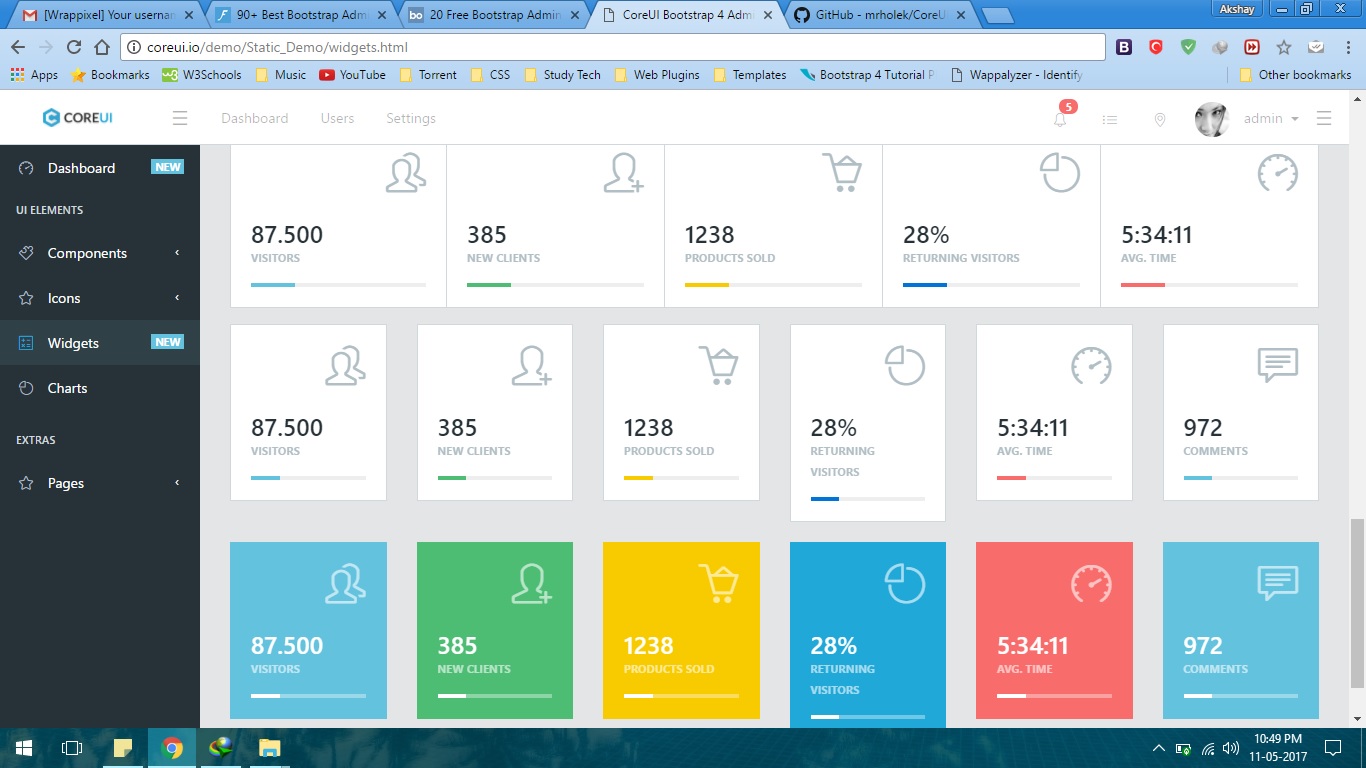 [Wrappixel] Your userna
90+ Best Bootstrap Admi
20 Free Bootstrap Admin
CoreUI Bootstrap 4 Admi
GitHub - mrholek/CoreU
Akshay
coreui.io/demo/Static_Demo/widgets.html
Apps Bookmarks W3Schools Music YouTube Torrent CSS Study Tech Web Plugins Templates Bootstrap 4 Tutorial Wappalyzer - Identify Other bookmarks
COREUI Dashboard Users Settings 5 admin
Dashboard NEW
UI ELEMENTS
Components
Icons
Widgets NEW
Charts
EXTRAS
Pages
87.500 385 1238 28% 5:34:11
VISITORS NEW CLIENTS PRODUCTS SOLD RETURNING VISITORS AVG. TIME
87.500 385 1238 28% 5:34:11 972
VISITORS NEW CLIENTS PRODUCTS SOLD RETURNING AVG. TIME COMMENTS
VISITORS
87.500 385 1238 28% 5:34:11 972
VISITORS NEW CLIENTS PRODUCTS SOLD RETURNING AVG. TIME COMMENTS
VISITORS
10:49 PM
11-05-2017